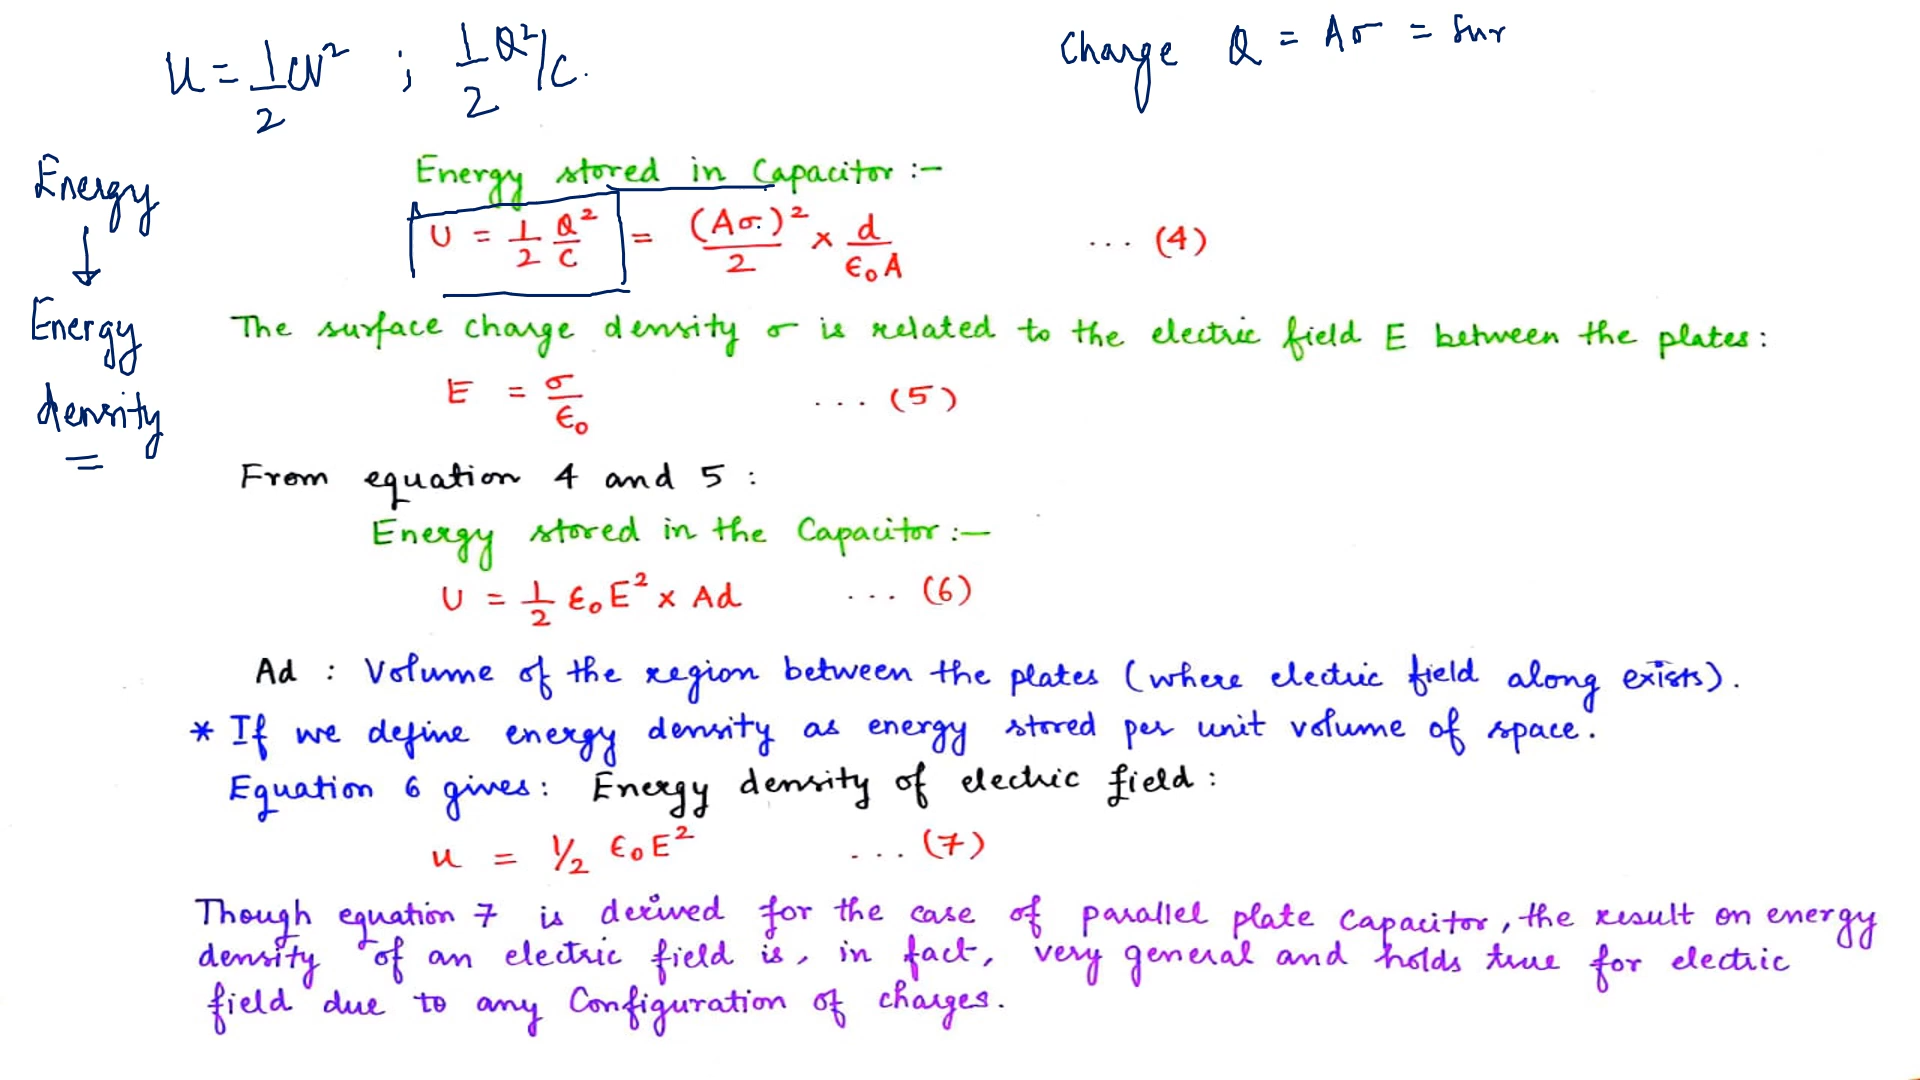 U = 1/2 CV² ; 1/2 Q²/C.
Charge Q = Aσ = Sur
Energy
↓
Energy
density
Energy stored in Capacitor :-
U = 1/2 Q²/C = (Aσ)²/2 × d/ϵ₀A ... (4)
The surface charge density σ is related to the electric field E between the plates:
E = σ/ϵ₀ ... (5)
From equation 4 and 5 :
Energy stored in the Capacitor :-
U = 1/2 ϵ₀E² × Ad ... (6)
Ad : Volume of the region between the plates (where electric field along exists).
* If we define energy density as energy stored per unit volume of space.
Equation 6 gives: Energy density of electric field :
u = 1/2 ϵ₀E² ... (7)
Though equation 7 is derived for the case of parallel plate capacitor, the result on energy
density of an electric field is, in fact, very general and holds true for electric
field due to any Configuration of charges.